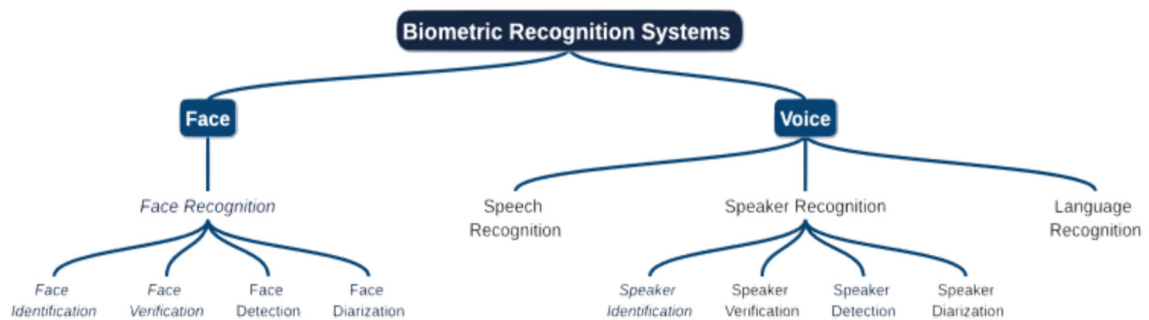 Biometric Recognition Systems
Face
Voice
Face Recognition
Speech
Recognition
Speaker Recognition
Language
Recognition
Face
Identification
Face
Verification
Face
Detection
Face
Diarization
Speaker
Identification
Speaker
Verification
Speaker
Detection
Speaker
Diarization